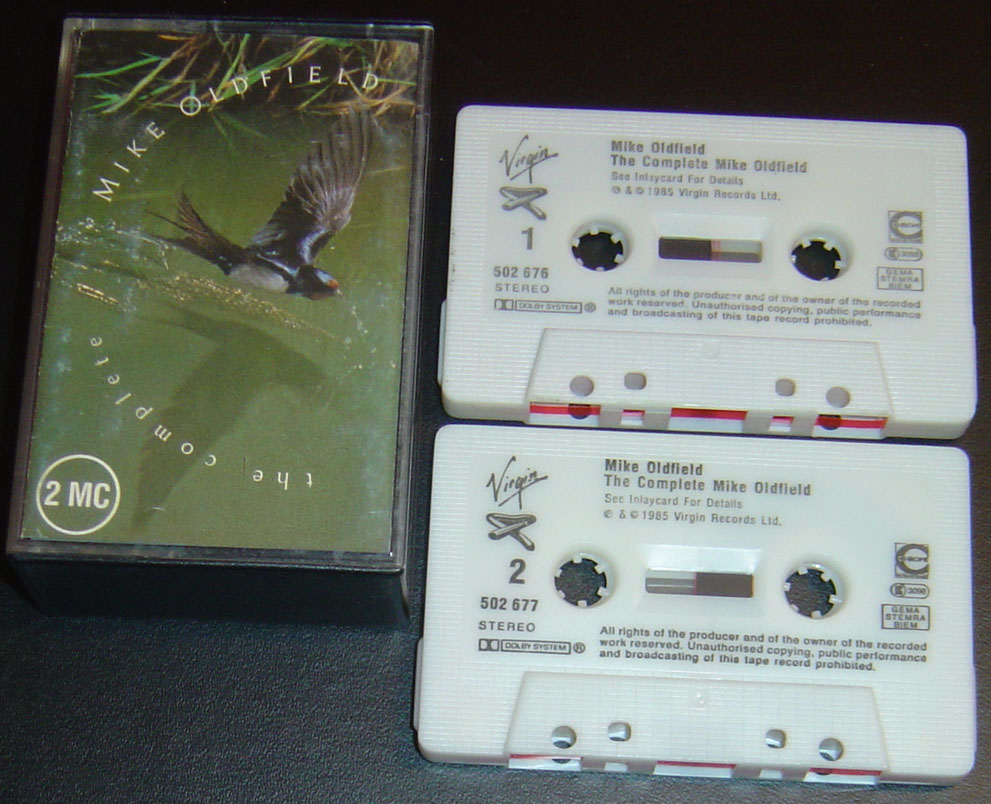 the complete MIKE OLDFIELD
2 MC
Virgin
Mike Oldfield
The Complete Mike Oldfield
See Inlaycard For Details
℗ & © 1985 Virgin Records Ltd.
1
502 676
STEREO
DOLBY SYSTEM ®
All rights of the producer and of the owner of the recorded
work reserved. Unauthorised copying, public performance
and broadcasting of this tape record prohibited.
3098
GEMA
STEMRA
BIEM
Virgin
Mike Oldfield
The Complete Mike Oldfield
See Inlaycard For Details
℗ & © 1985 Virgin Records Ltd.
2
502 677
STEREO
DOLBY SYSTEM ®
All rights of the producer and of the owner of the recorded
work reserved. Unauthorised copying, public performance
and broadcasting of this tape record prohibited.
3098
GEMA
STEMRA
BIEM